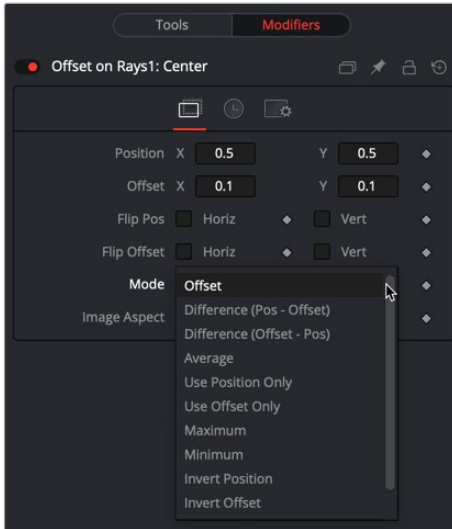 Tools Modifiers
Offset on Rays1: Center
Position X 0.5 Y 0.5
Offset X 0.1 Y 0.1
Flip Pos Horiz Vert
Flip Offset Horiz Vert
Mode Offset
Difference (Pos - Offset)
Image Aspect Difference (Offset - Pos)
Average
Use Position Only
Use Offset Only
Maximum
Minimum
Invert Position
Invert Offset